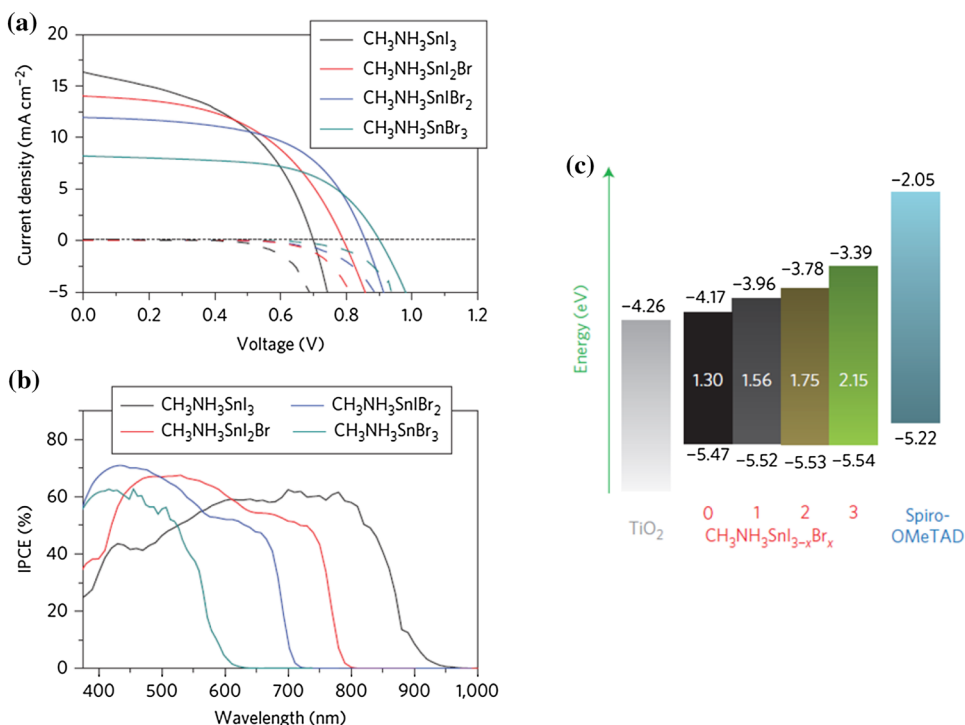 (a)
20
15
10
5
0
−5
Current density (mA cm⁻²)
CH₃NH₃SnI₃
CH₃NH₃SnI₂Br
CH₃NH₃SnIBr₂
CH₃NH₃SnBr₃
0.0 0.2 0.4 0.6 0.8 1.0 1.2
Voltage (V)
(b)
CH₃NH₃SnI₃ CH₃NH₃SnIBr₂
CH₃NH₃SnI₂Br CH₃NH₃SnBr₃
80
60
40
20
0
IPCE (%)
400 500 600 700 800 900 1,000
Wavelength (nm)
(c)
Energy (eV)
−2.05
−3.39
−3.78
−3.96
−4.17
−4.26
1.30 1.56 1.75 2.15
−5.22
−5.47 −5.52 −5.53 −5.54
0 1 2 3
TiO₂
CH₃NH₃SnI₃₋ₓBrₓ
Spiro-
OMeTAD